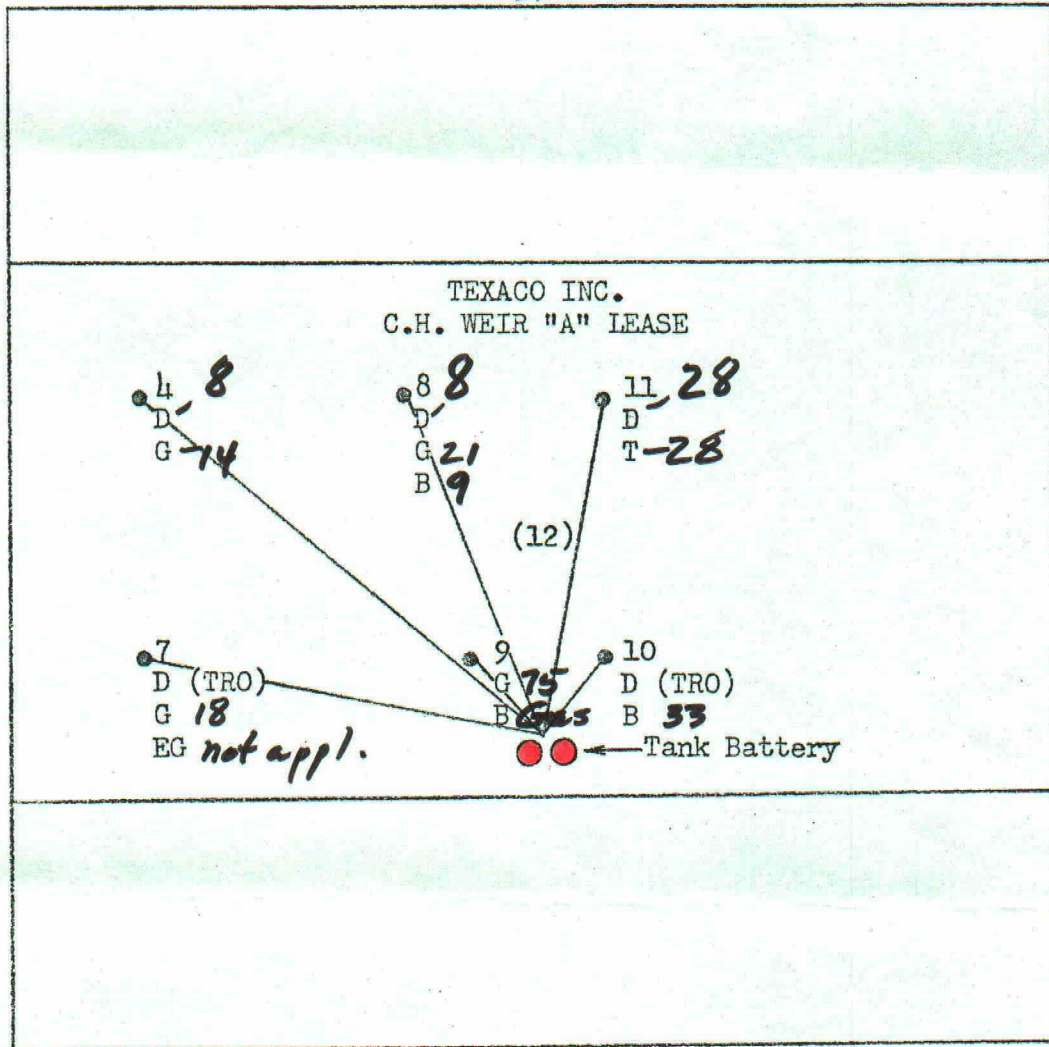 TEXACO INC.
C.H. WEIR "A" LEASE
4
D - 8
G - 14
8
D - 8
G 21
B 9
11
D - 28
T - 28
(12)
7
D (TRO)
G 18
EG not appl.
9
G 75
B Gas
10
D (TRO)
B 33
Tank Battery